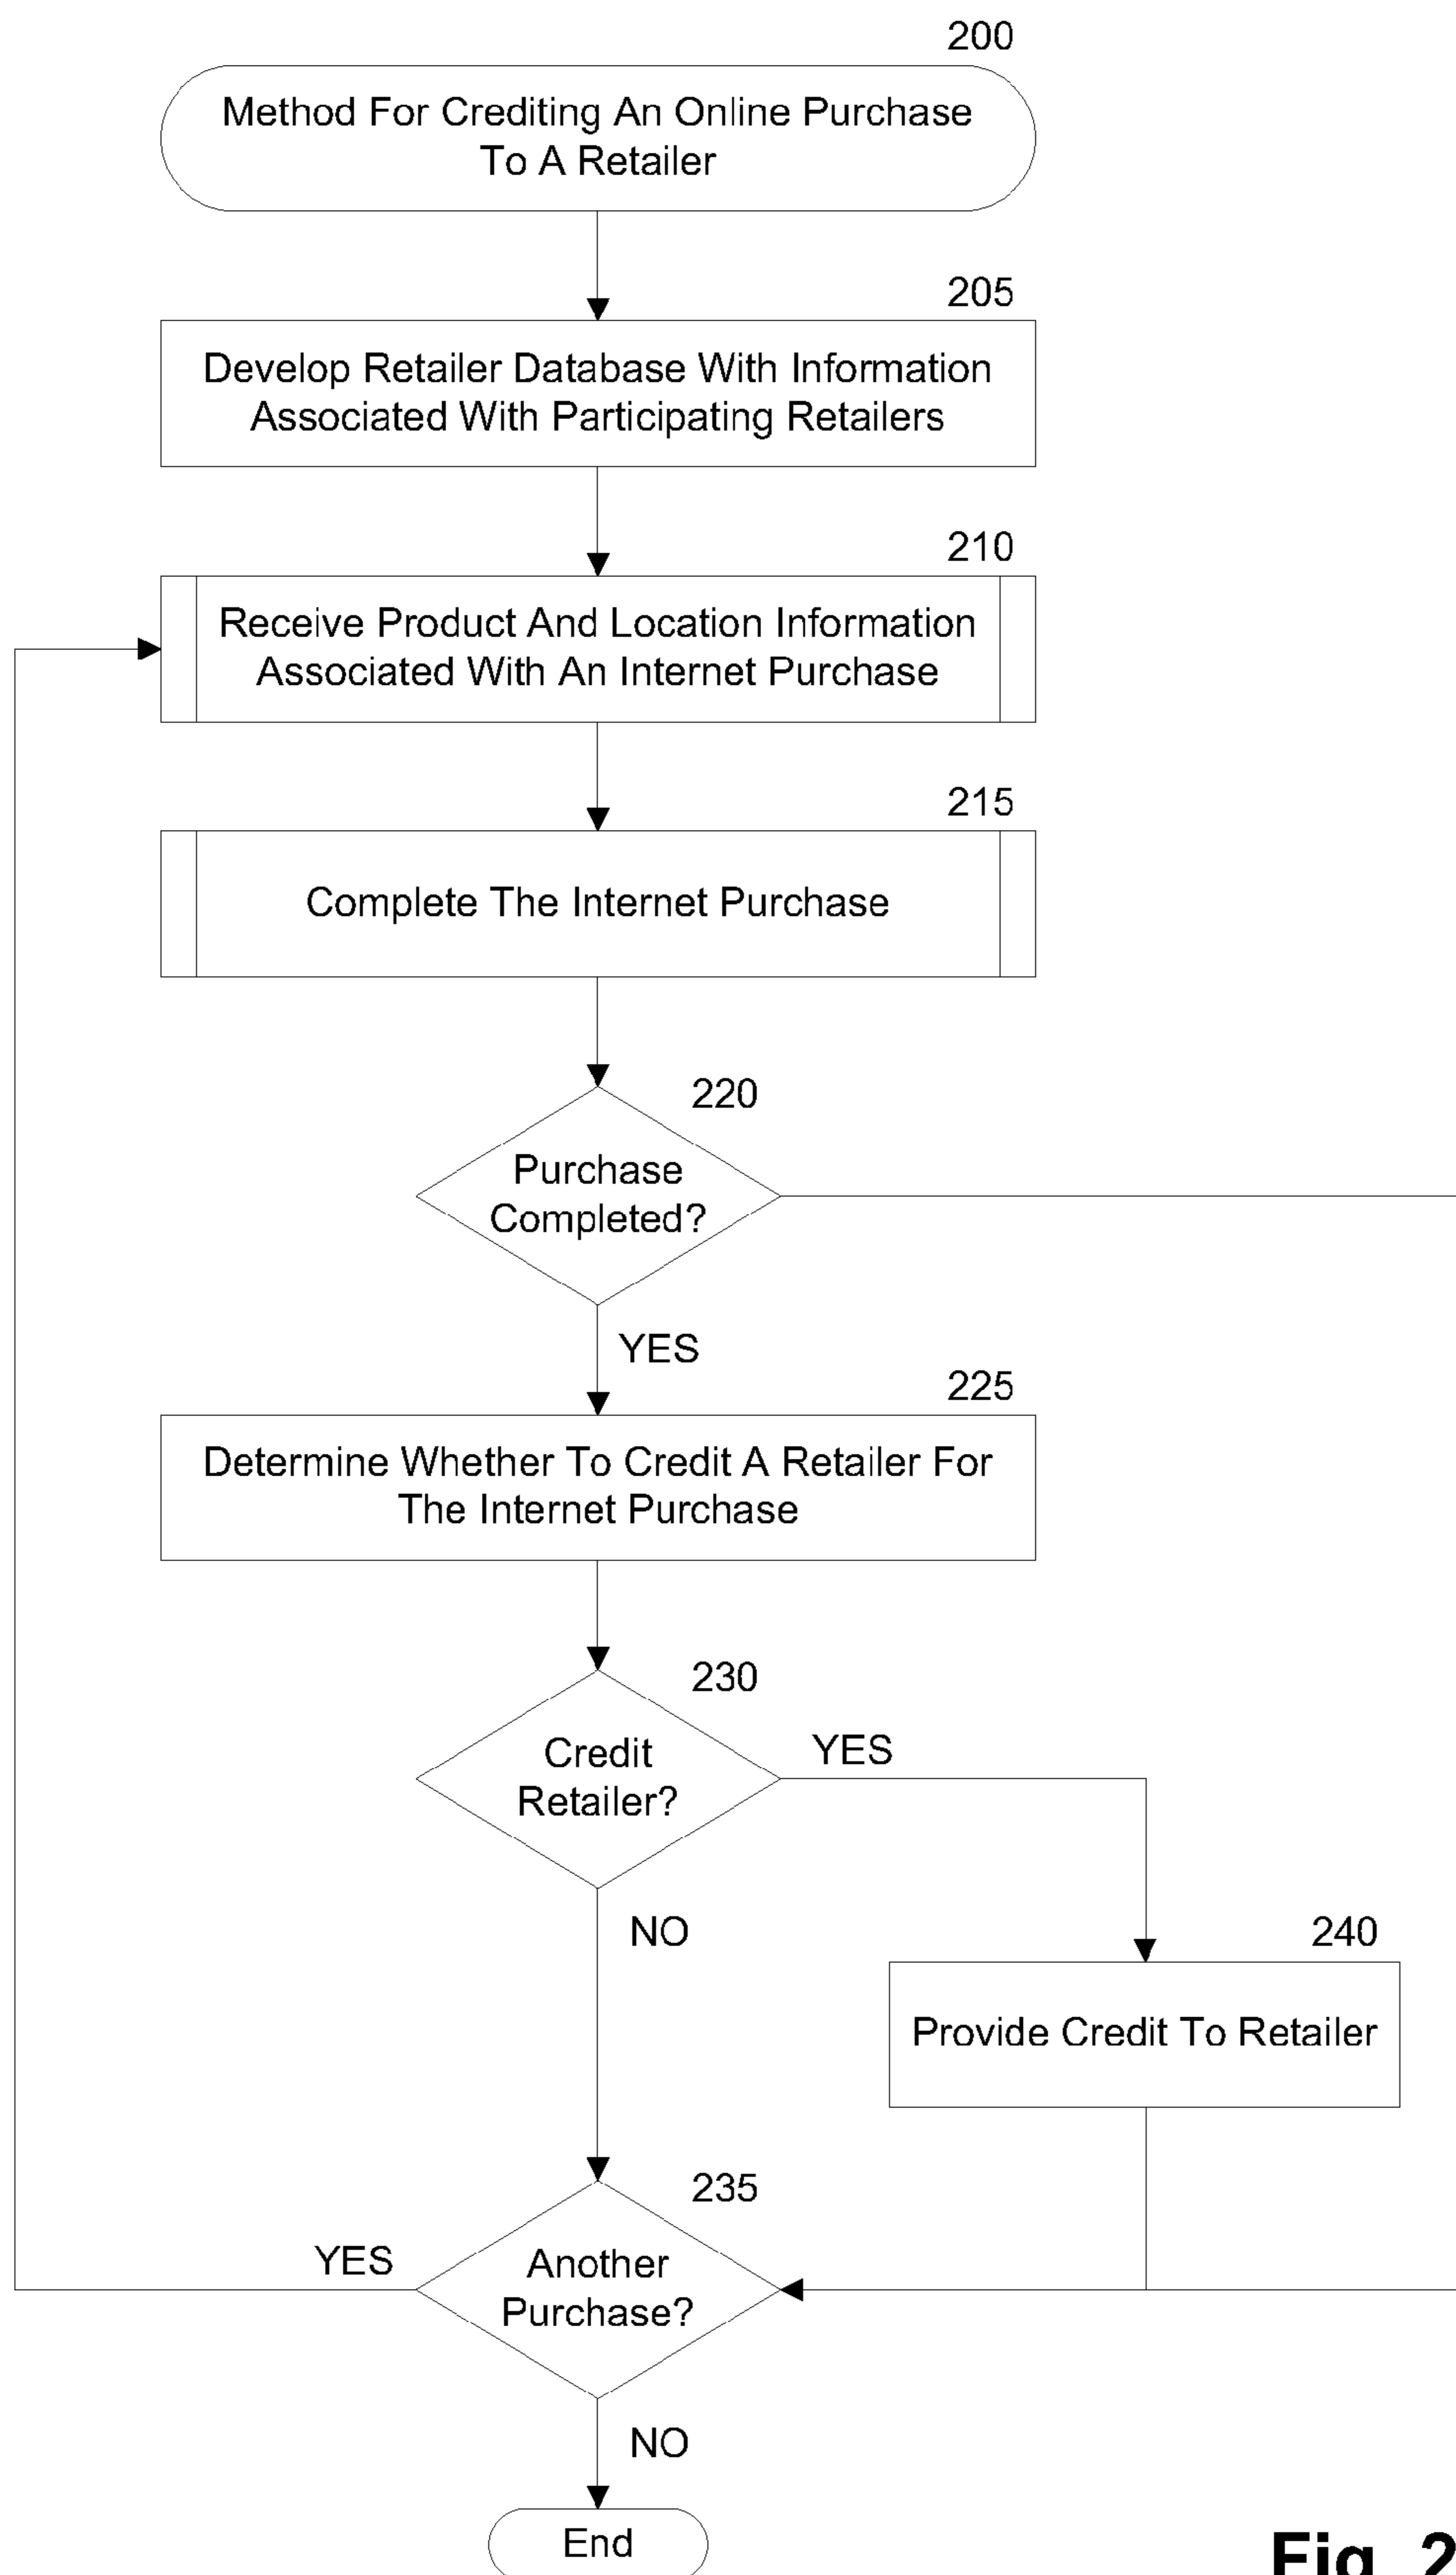 200
Method For Crediting An Online Purchase
To A Retailer
205
Develop Retailer Database With Information
Associated With Participating Retailers
210
Receive Product And Location Information
Associated With An Internet Purchase
215
Complete The Internet Purchase
220
Purchase
Completed?
YES
225
Determine Whether To Credit A Retailer For
The Internet Purchase
230
Credit
Retailer?
YES
NO
240
Provide Credit To Retailer
235
Another
Purchase?
YES
NO
End
Fig. 2